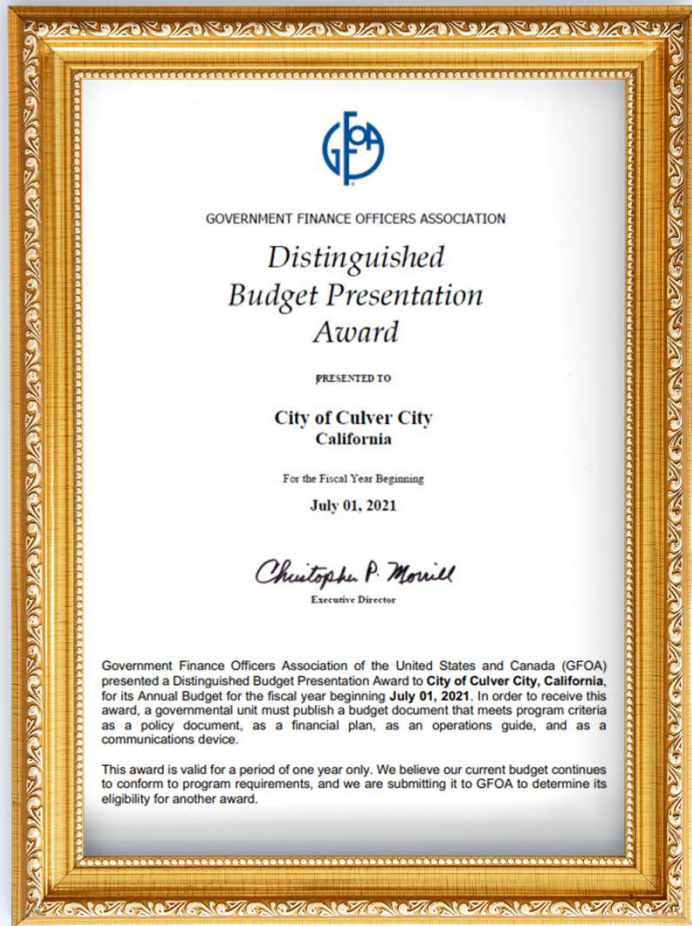 GFOA
GOVERNMENT FINANCE OFFICERS ASSOCIATION
Distinguished
Budget Presentation
Award
PRESENTED TO
City of Culver City
California
For the Fiscal Year Beginning
July 01, 2021
Christopher P. Morrill
Executive Director
Government Finance Officers Association of the United States and Canada (GFOA)
presented a Distinguished Budget Presentation Award to City of Culver City, California,
for its Annual Budget for the fiscal year beginning July 01, 2021. In order to receive this
award, a governmental unit must publish a budget document that meets program criteria
as a policy document, as a financial plan, as an operations guide, and as a
communications device.
This award is valid for a period of one year only. We believe our current budget continues
to conform to program requirements, and we are submitting it to GFOA to determine its
eligibility for another award.